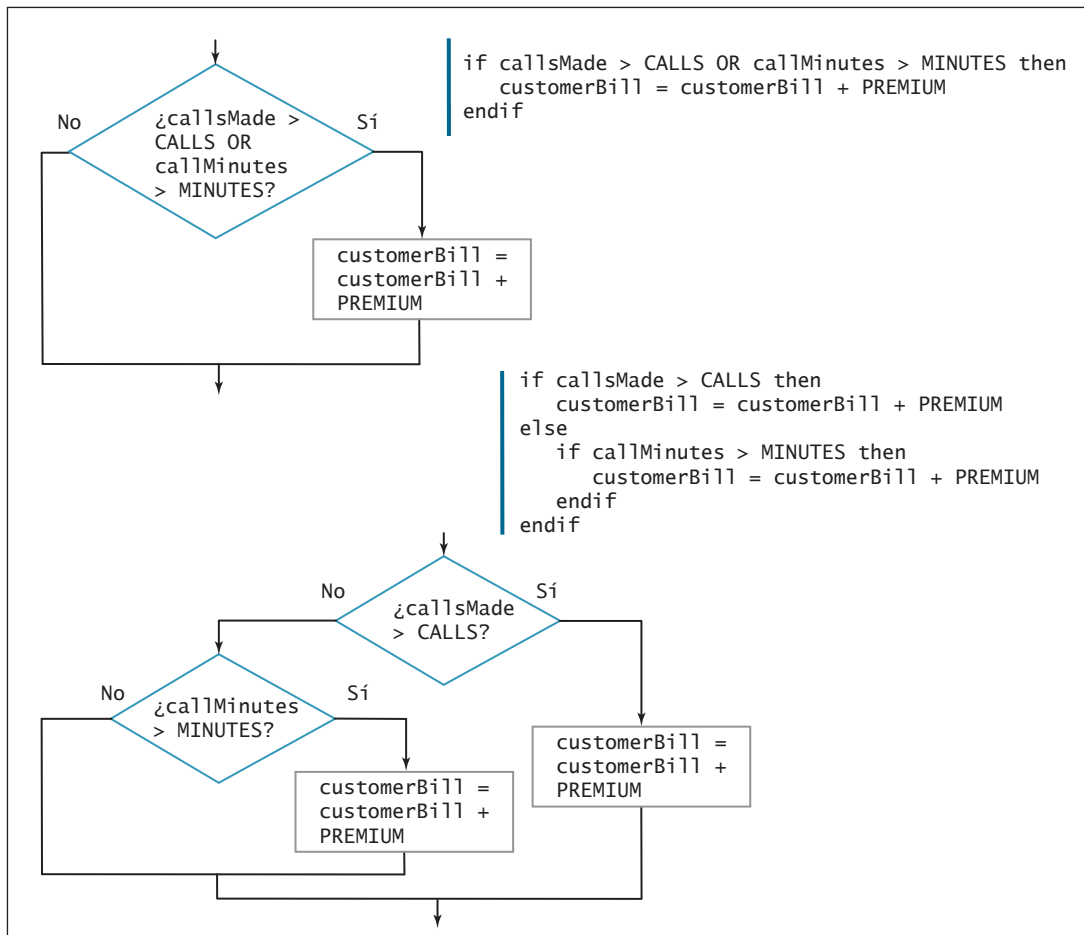 if callsMade > CALLS OR callMinutes > MINUTES then
   customerBill = customerBill + PREMIUM
endif
No
¿callsMade >
CALLS OR
callMinutes
> MINUTES?
Sí
customerBill =
customerBill +
PREMIUM
if callsMade > CALLS then
   customerBill = customerBill + PREMIUM
else
   if callMinutes > MINUTES then
      customerBill = customerBill + PREMIUM
   endif
endif
No
¿callsMade
> CALLS?
Sí
No
¿callMinutes
> MINUTES?
Sí
customerBill =
customerBill +
PREMIUM
customerBill =
customerBill +
PREMIUM